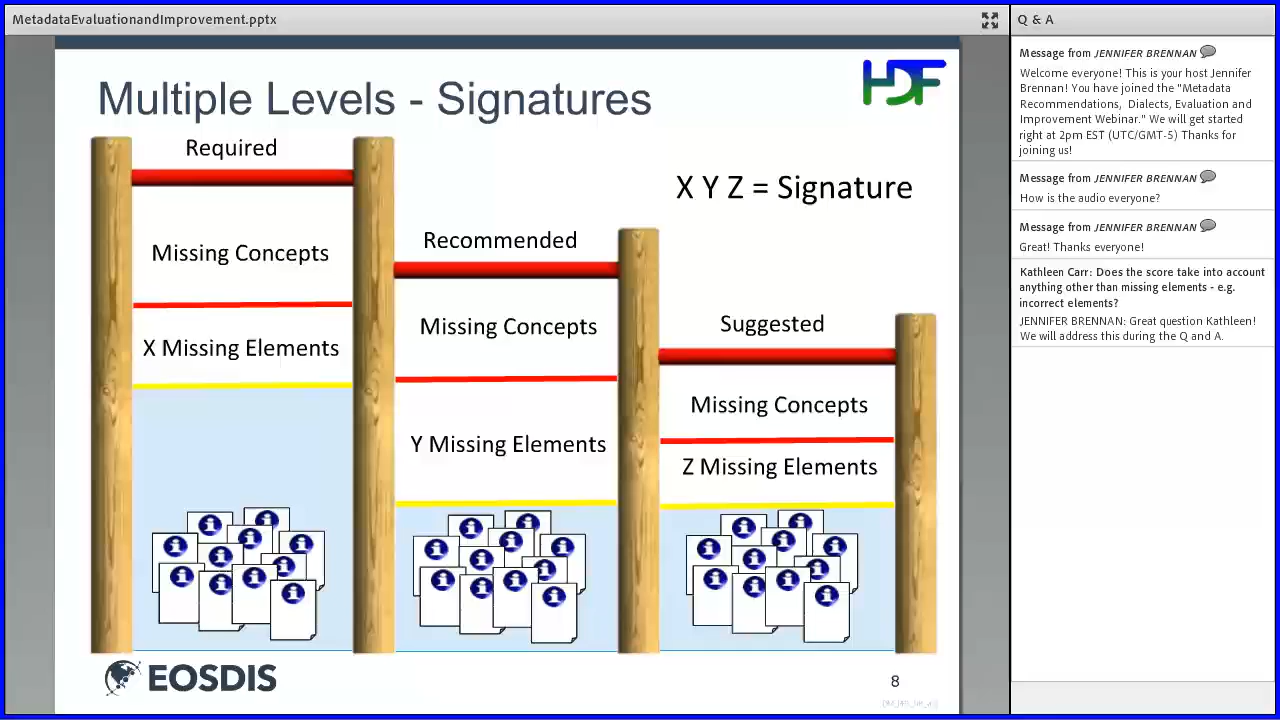 MetadataEvaluationandImprovement.pptx
Multiple Levels - Signatures
HDF
Required
X Y Z = Signature
Recommended
Missing Concepts
Suggested
Missing Concepts
X Missing Elements
Missing Concepts
Y Missing Elements
Z Missing Elements
EOSDIS
8
Q & A
Message from JENNIFER BRENNAN
Welcome everyone! This is your host Jennifer
Brennan! You have joined the "Metadata
Recommendations, Dialects, Evaluation and
Improvement Webinar." We will get started
right at 2pm EST (UTC/GMT-5) Thanks for
joining us!
Message from JENNIFER BRENNAN
How is the audio everyone?
Message from JENNIFER BRENNAN
Great! Thanks everyone!
Kathleen Carr: Does the score take into account
anything other than missing elements - e.g.
incorrect elements?
JENNIFER BRENNAN: Great question Kathleen!
We will address this during the Q and A.